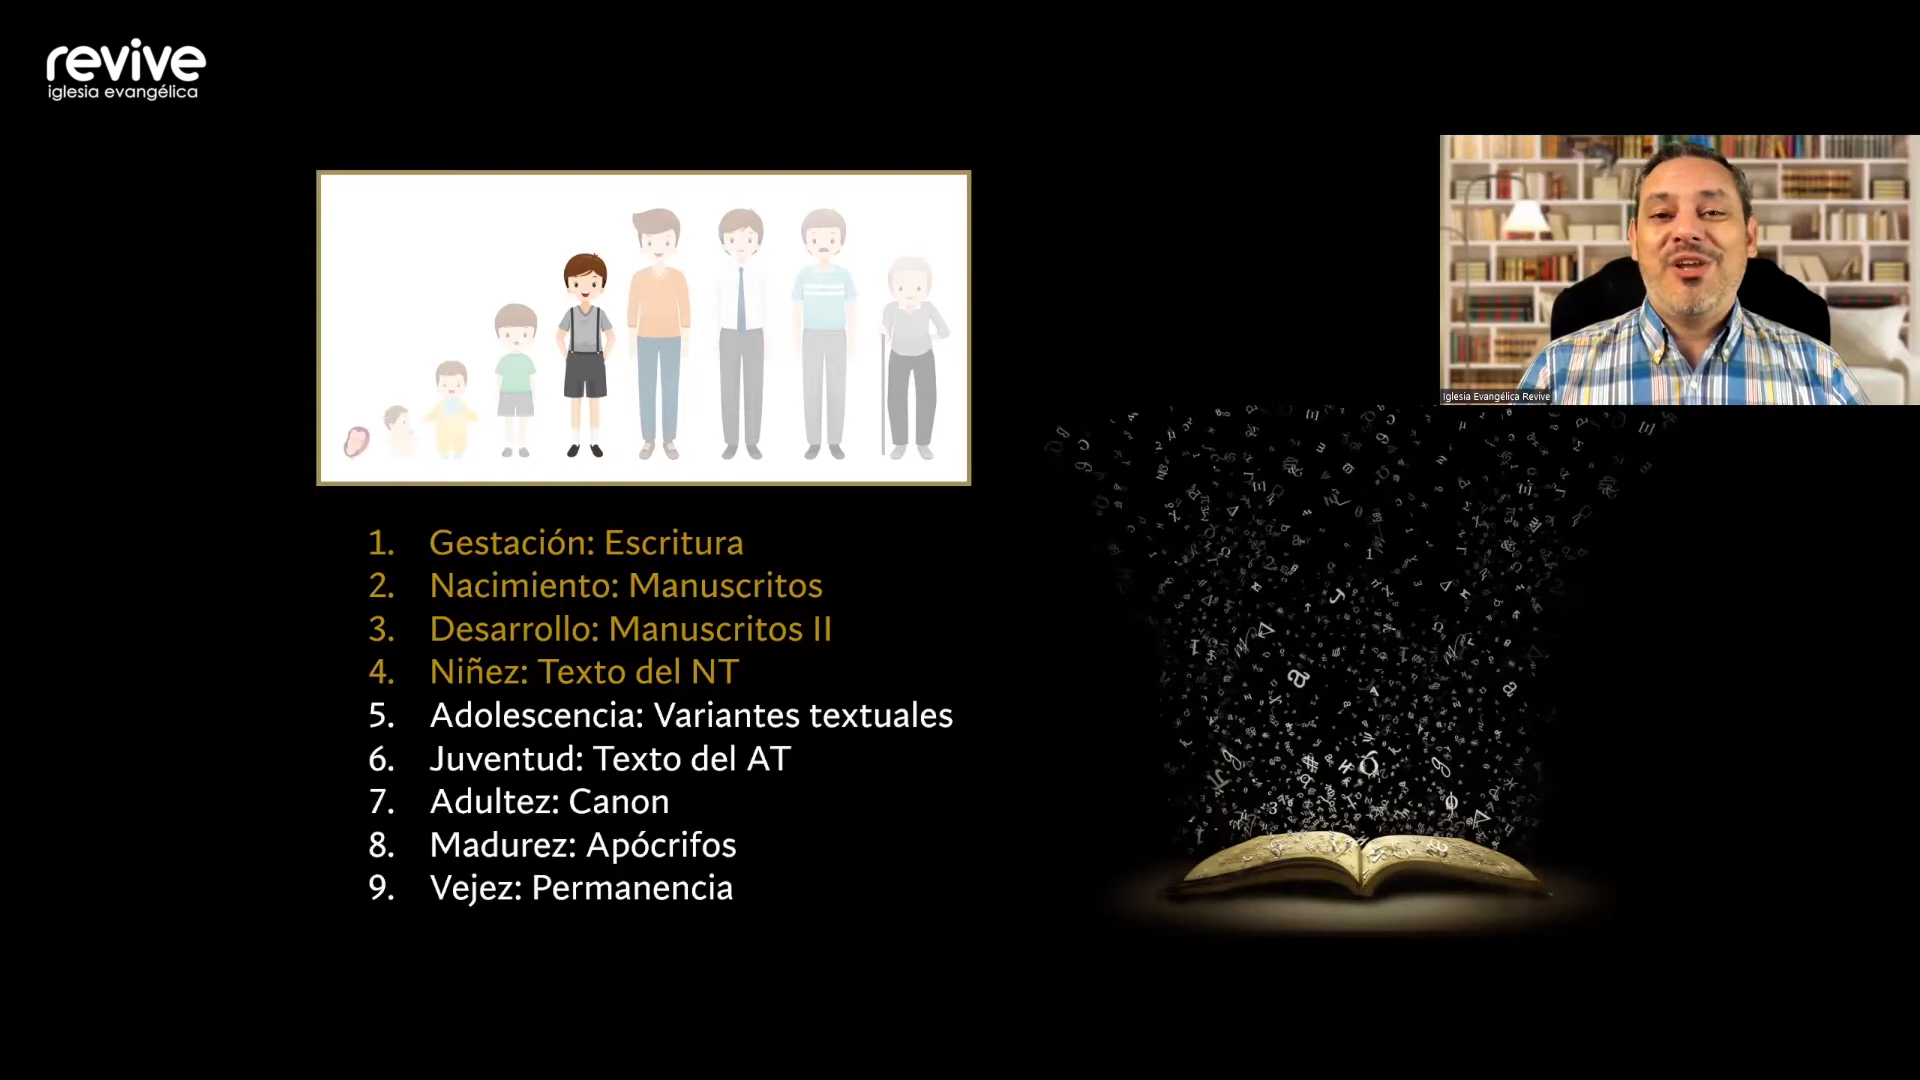 revive
iglesia evangélica
Iglesia Evangélica Revive
1. Gestación: Escritura
2. Nacimiento: Manuscritos
3. Desarrollo: Manuscritos II
4. Niñez: Texto del NT
5. Adolescencia: Variantes textuales
6. Juventud: Texto del AT
7. Adultez: Canon
8. Madurez: Apócrifos
9. Vejez: Permanencia